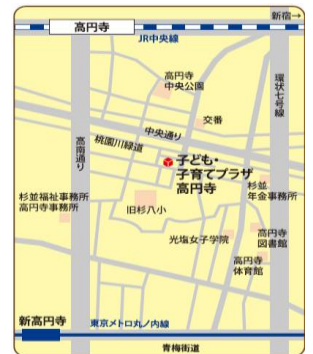 新宿→
高円寺
JR中央線
高円寺
中央公園
環状七号線
交番
中央通り
桃園川緑道
高南通り
子ども・
子育てプラザ
高円寺
杉並
年金事務所
杉並福祉事務所
高円寺事務所
旧杉八小
光塩女子学院
高円寺
図書館
高円寺
体育館
新高円寺
東京メトロ丸ノ内線
青梅街道